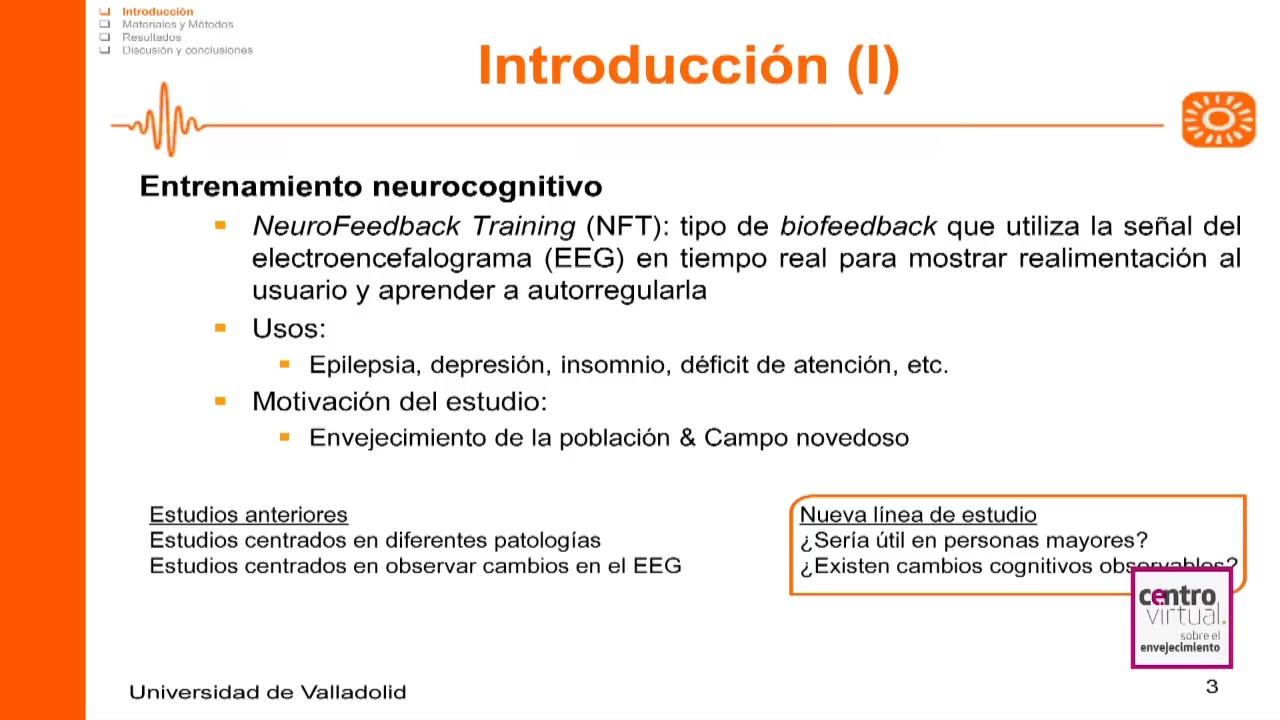 Introducción
Materiales y Métodos
Resultados
Discusión y conclusiones
Introducción (I)
Entrenamiento neurocognitivo
NeuroFeedback Training (NFT): tipo de biofeedback que utiliza la señal del
electroencefalograma (EEG) en tiempo real para mostrar realimentación al
usuario y aprender a autorregularla
Usos:
Epilepsia, depresión, insomnio, déficit de atención, etc.
Motivación del estudio:
Envejecimiento de la población & Campo novedoso
Estudios anteriores
Estudios centrados en diferentes patologías
Estudios centrados en observar cambios en el EEG
Nueva línea de estudio
¿Sería útil en personas mayores?
¿Existen cambios cognitivos observables?
centro
virtual.
sobre el
envejecimiento
Universidad de Valladolid
3